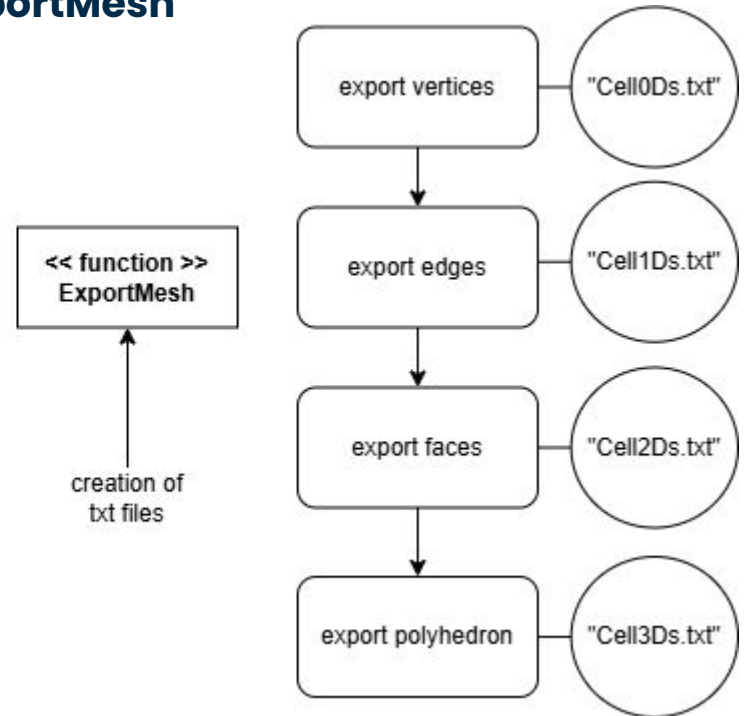 portMesh
export vertices
"Cell0Ds.txt"
<< function >>
ExportMesh
export edges
"Cell1Ds.txt"
export faces
"Cell2Ds.txt"
creation of
txt files
export polyhedron
"Cell3Ds.txt"